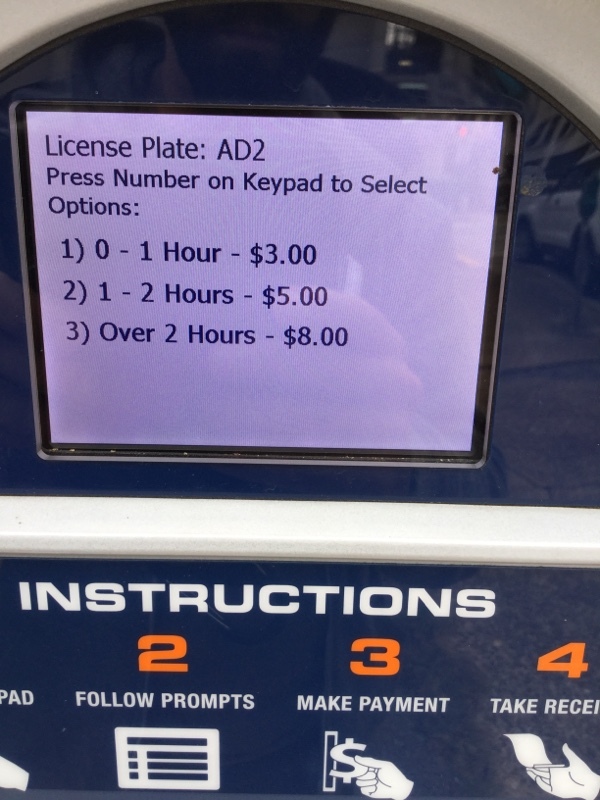 License Plate: AD2
Press Number on Keypad to Select
Options:
1) 0 - 1 Hour - $3.00
2) 1 - 2 Hours - $5.00
3) Over 2 Hours - $8.00
INSTRUCTIONS
2 3 4
PAD FOLLOW PROMPTS MAKE PAYMENT TAKE RECEI
$